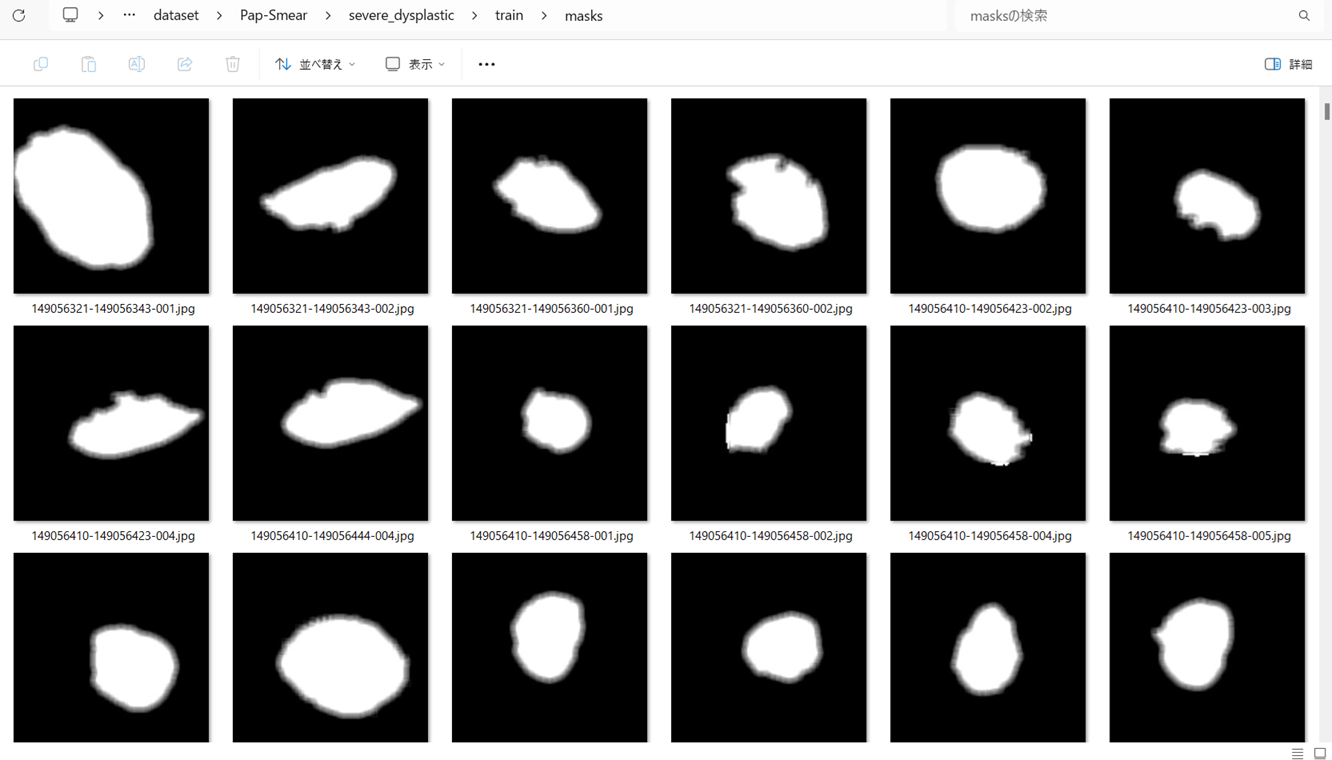 dataset > Pap-Smear > severe_dysplastic > train > masks
masksの検索
並べ替え
表示
詳細
149056321-149056343-001.jpg
149056321-149056343-002.jpg
149056321-149056360-001.jpg
149056321-149056360-002.jpg
149056410-149056423-002.jpg
149056410-149056423-003.jpg
149056410-149056423-004.jpg
149056410-149056444-004.jpg
149056410-149056458-001.jpg
149056410-149056458-002.jpg
149056410-149056458-004.jpg
149056410-149056458-005.jpg